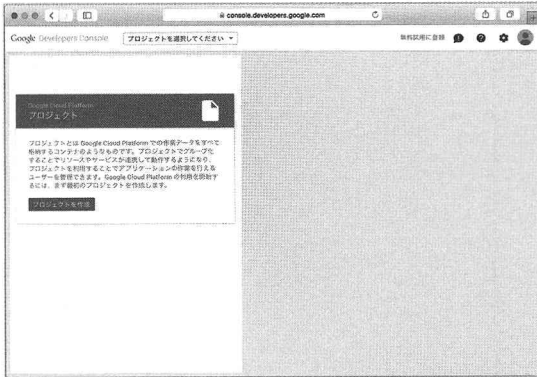 console.developers.google.com
Google Developers Console
プロジェクトを選択してください
無料試用に登録
Google Cloud Platform
プロジェクト
プロジェクトとは Google Cloud Platform での作業データをすべて
格納するコンテナのようなものです。プロジェクトでグループ化
することでリソースやサービスが連携して動作するようになり、
プロジェクトを利用することでアプリケーションの作業を行える
ユーザーを管理できます。Google Cloud Platform の利用を開始す
るには、まず最初のプロジェクトを作成します。
プロジェクトを作成